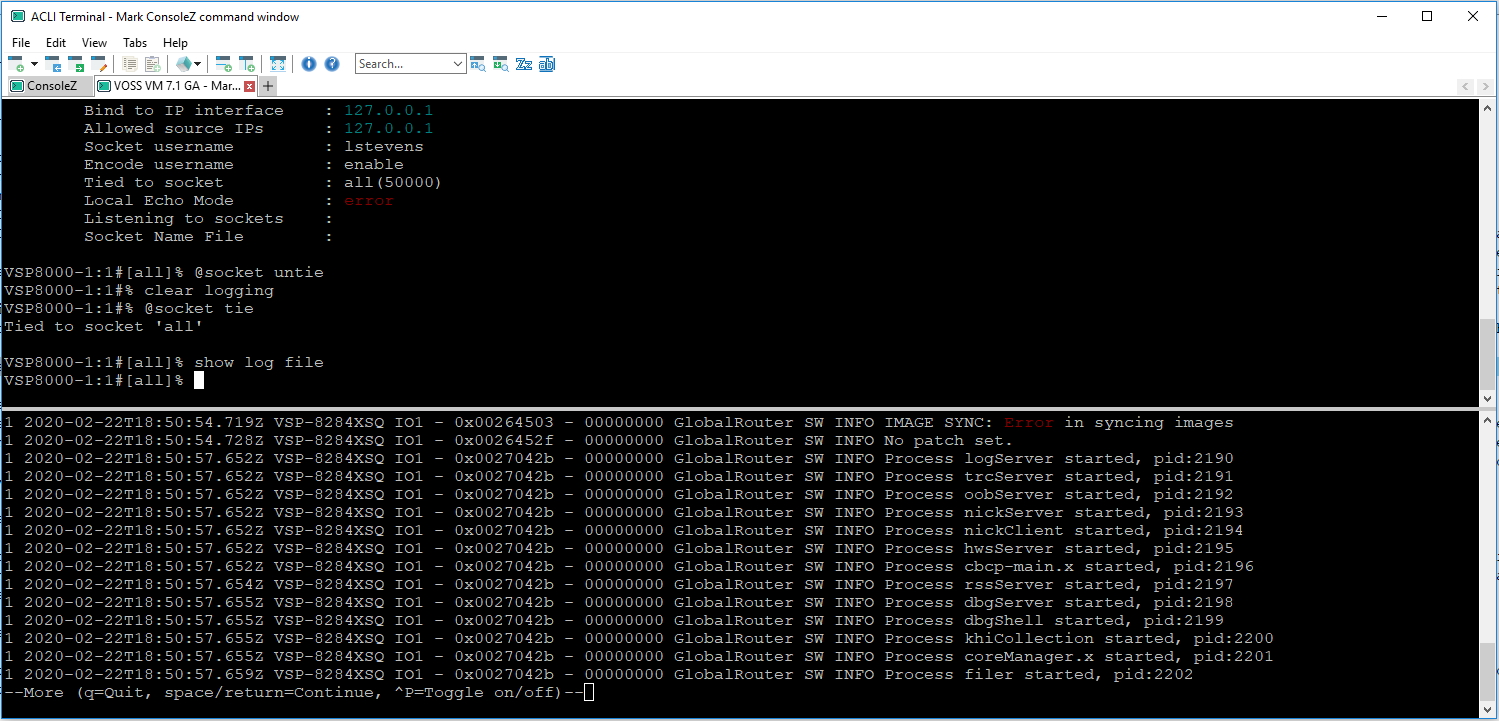 ACLI Terminal - Mark ConsoleZ command window
File Edit View Tabs Help
Search...
Zz ab
ConsoleZ VOSS VM 7.1 GA - Mar...
Bind to IP interface : 127.0.0.1
Allowed source IPs : 127.0.0.1
Socket username : lstevens
Encode username : enable
Tied to socket : all(50000)
Local Echo Mode : error
Listening to sockets :
Socket Name File :
VSP8000-1:1#[all]% @socket untie
VSP8000-1:1#% clear logging
VSP8000-1:1#% @socket tie
Tied to socket 'all'
VSP8000-1:1#[all]% show log file
VSP8000-1:1#[all]%
1 2020-02-22T18:50:54.719Z VSP-8284XSQ IO1 - 0x00264503 - 00000000 GlobalRouter SW INFO IMAGE SYNC: Error in syncing images
1 2020-02-22T18:50:54.728Z VSP-8284XSQ IO1 - 0x0026452f - 00000000 GlobalRouter SW INFO No patch set.
1 2020-02-22T18:50:57.652Z VSP-8284XSQ IO1 - 0x0027042b - 00000000 GlobalRouter SW INFO Process logServer started, pid:2190
1 2020-02-22T18:50:57.652Z VSP-8284XSQ IO1 - 0x0027042b - 00000000 GlobalRouter SW INFO Process trcServer started, pid:2191
1 2020-02-22T18:50:57.652Z VSP-8284XSQ IO1 - 0x0027042b - 00000000 GlobalRouter SW INFO Process oobServer started, pid:2192
1 2020-02-22T18:50:57.652Z VSP-8284XSQ IO1 - 0x0027042b - 00000000 GlobalRouter SW INFO Process nickServer started, pid:2193
1 2020-02-22T18:50:57.652Z VSP-8284XSQ IO1 - 0x0027042b - 00000000 GlobalRouter SW INFO Process nickClient started, pid:2194
1 2020-02-22T18:50:57.652Z VSP-8284XSQ IO1 - 0x0027042b - 00000000 GlobalRouter SW INFO Process hwsServer started, pid:2195
1 2020-02-22T18:50:57.652Z VSP-8284XSQ IO1 - 0x0027042b - 00000000 GlobalRouter SW INFO Process cbcp-main.x started, pid:2196
1 2020-02-22T18:50:57.654Z VSP-8284XSQ IO1 - 0x0027042b - 00000000 GlobalRouter SW INFO Process rssServer started, pid:2197
1 2020-02-22T18:50:57.655Z VSP-8284XSQ IO1 - 0x0027042b - 00000000 GlobalRouter SW INFO Process dbgServer started, pid:2198
1 2020-02-22T18:50:57.655Z VSP-8284XSQ IO1 - 0x0027042b - 00000000 GlobalRouter SW INFO Process dbgShell started, pid:2199
1 2020-02-22T18:50:57.655Z VSP-8284XSQ IO1 - 0x0027042b - 00000000 GlobalRouter SW INFO Process khiCollection started, pid:2200
1 2020-02-22T18:50:57.655Z VSP-8284XSQ IO1 - 0x0027042b - 00000000 GlobalRouter SW INFO Process coreManager.x started, pid:2201
1 2020-02-22T18:50:57.659Z VSP-8284XSQ IO1 - 0x0027042b - 00000000 GlobalRouter SW INFO Process filer started, pid:2202
--More (q=Quit, space/return=Continue, ^P=Toggle on/off)--